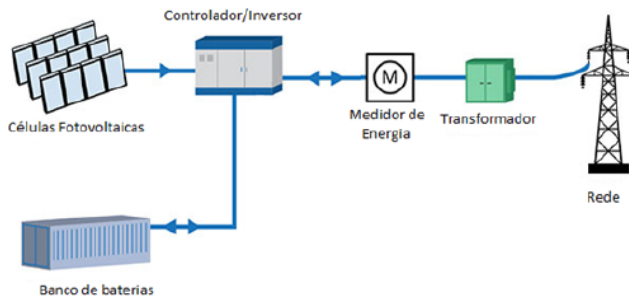 Controlador/Inversor
Células Fotovoltaicas
M
Medidor de
Energia
Transformador
Rede
Banco de baterias